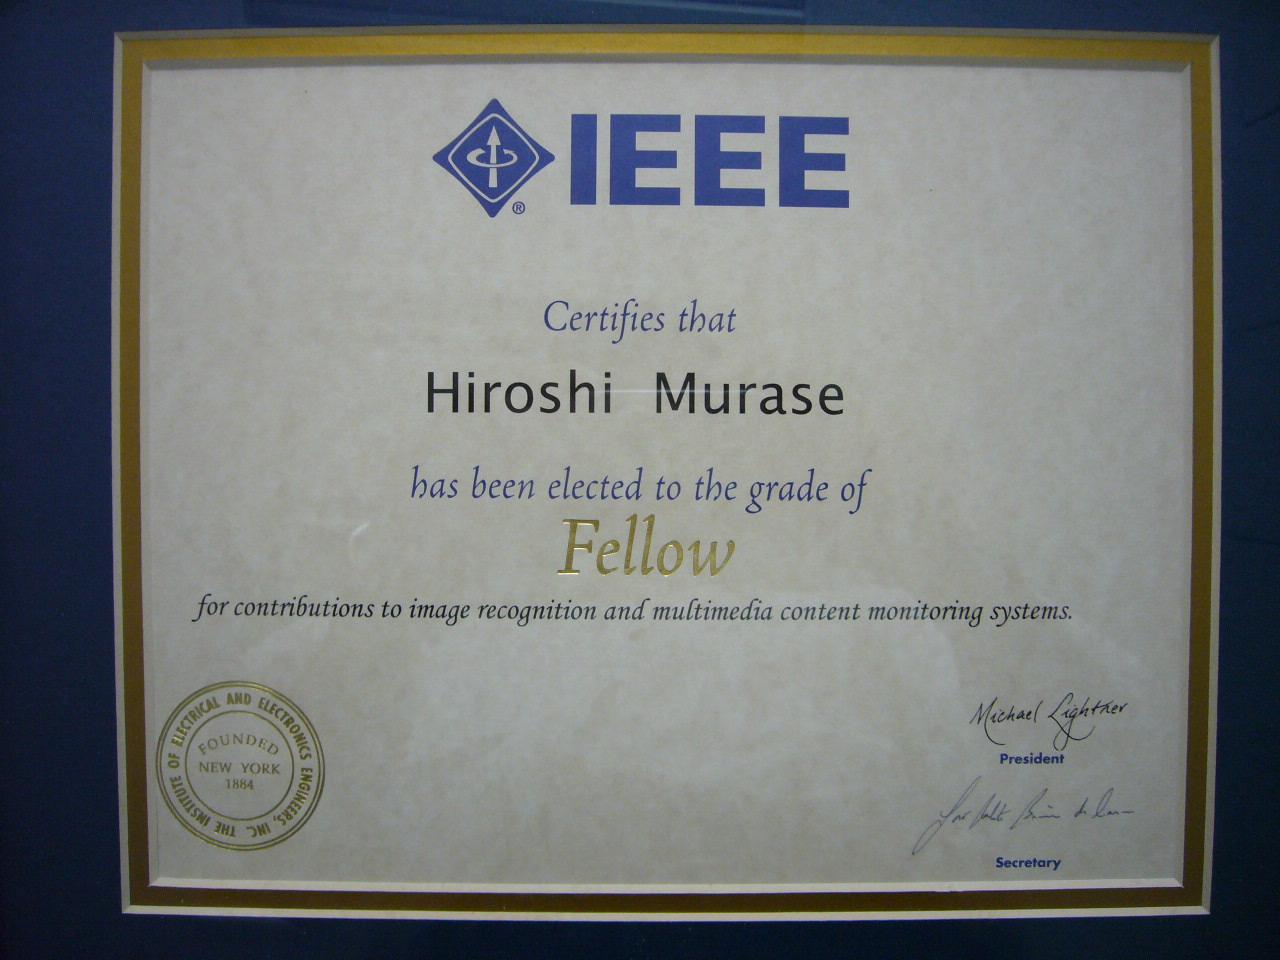 IEEE
®
Certifies that
Hiroshi Murase
has been elected to the grade of
Fellow
for contributions to image recognition and multimedia content monitoring systems.
THE INSTITUTE OF ELECTRICAL AND ELECTRONICS ENGINEERS, INC.
FOUNDED
NEW YORK
1884
Michael Lightner
President
Secretary